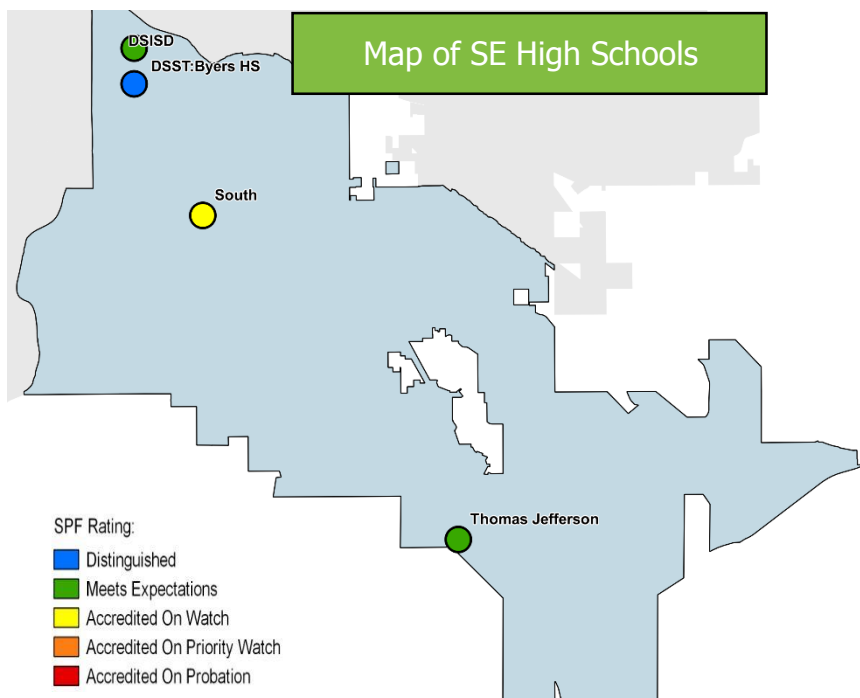 Map of SE High Schools
DSISD
DSST:Byers HS
South
Thomas Jefferson
SPF Rating:
Distinguished
Meets Expectations
Accredited On Watch
Accredited On Priority Watch
Accredited On Probation